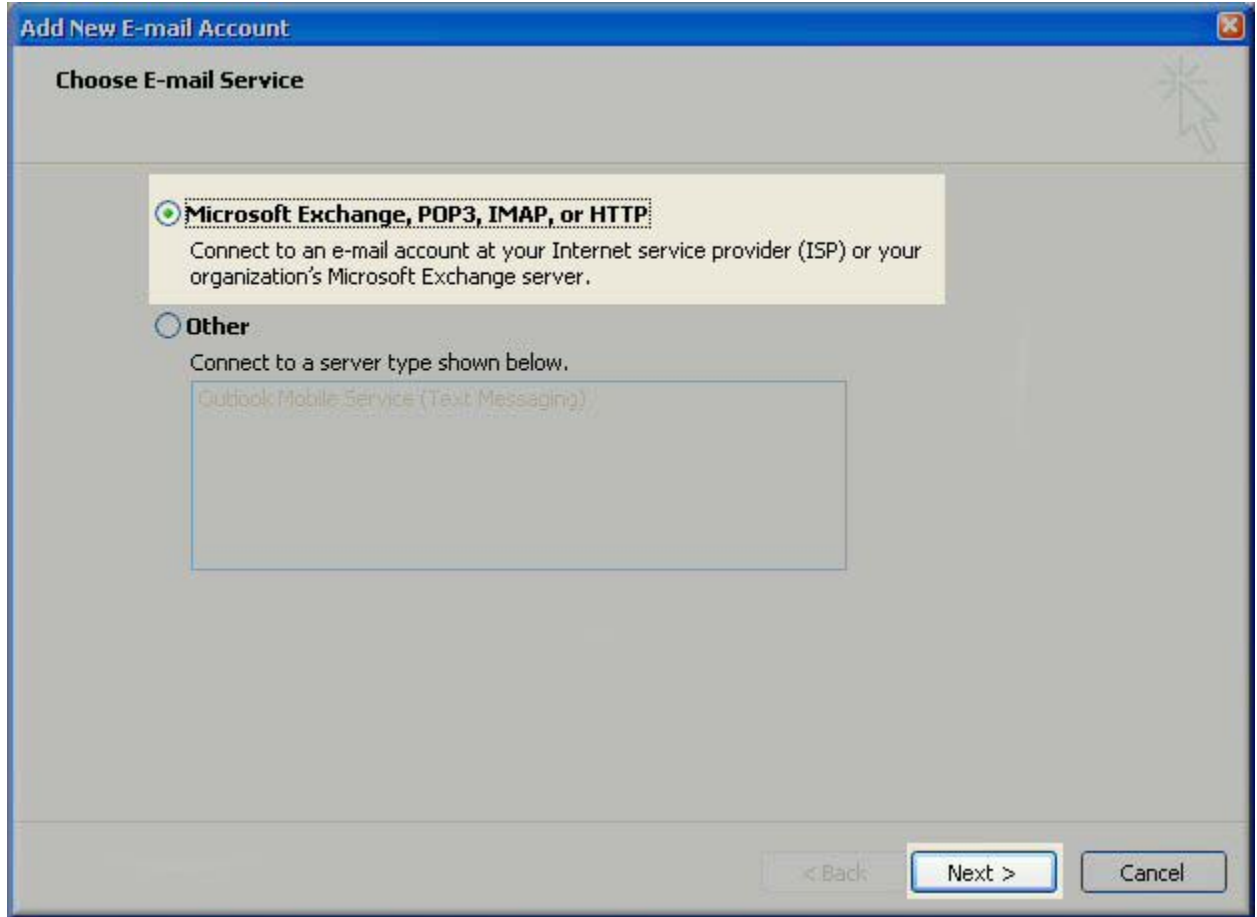 Add New E-mail Account
Choose E-mail Service
Microsoft Exchange, POP3, IMAP, or HTTP
Connect to an e-mail account at your Internet service provider (ISP) or your
organization's Microsoft Exchange server.
Other
Connect to a server type shown below.
Outlook Mobile Service (Text Messaging)
< Back
Next >
Cancel